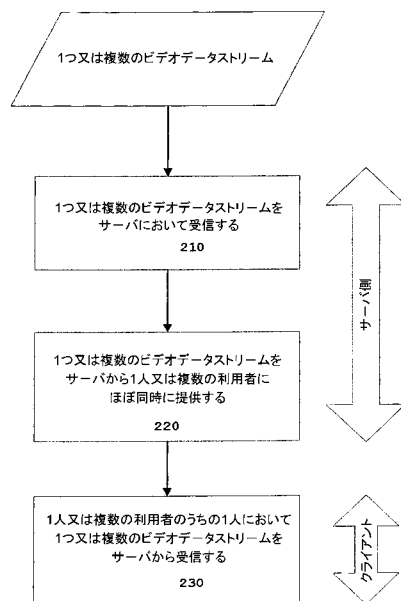 1つ又は複数のビデオデータストリーム
1つ又は複数のビデオデータストリームを
サーバにおいて受信する
210
サーバ側
1つ又は複数のビデオデータストリームを
サーバから1人又は複数の利用者に
ほぼ同時に提供する
220
1人又は複数の利用者のうちの1人において
1つ又は複数のビデオデータストリームを
サーバから受信する
230
クライアント